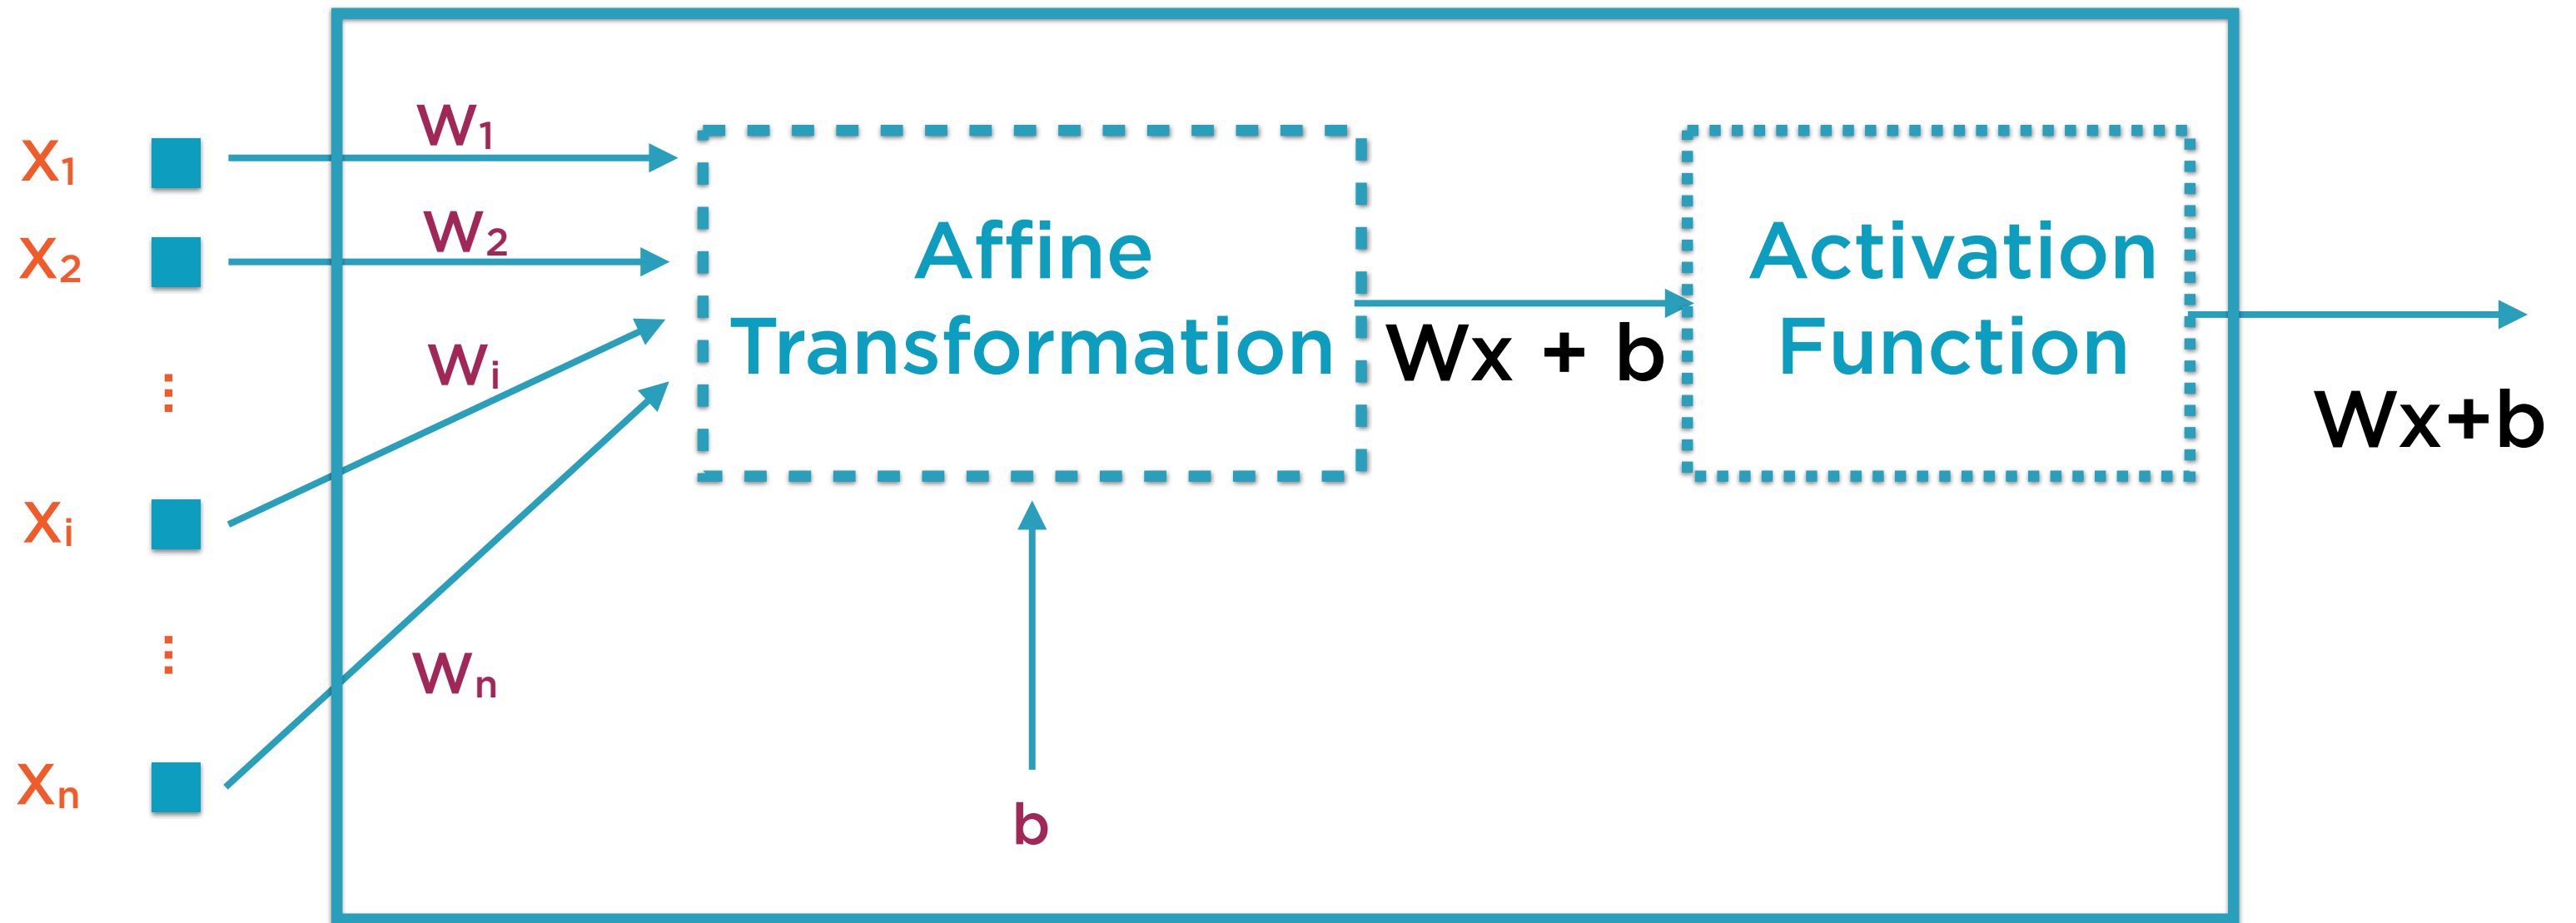 X₁
W₁
X₂
W₂
⋮
Wᵢ
Xᵢ
⋮
Wₙ
Xₙ
Affine
Transformation
b
Wx + b
Activation
Function
Wx+b